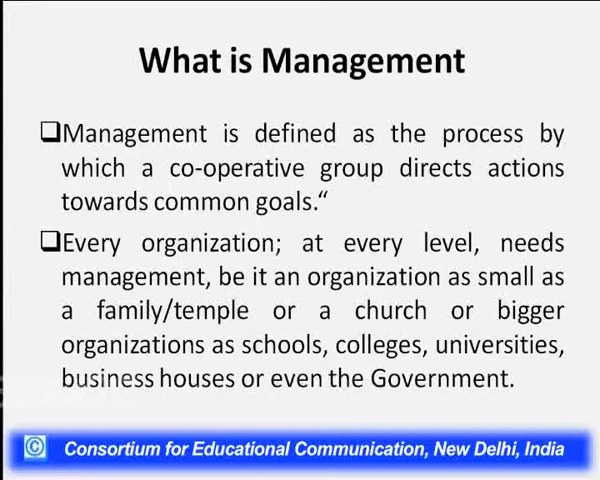 What is Management
❑Management is defined as the process by
which a co-operative group directs actions
towards common goals.“
❑Every organization; at every level, needs
management, be it an organization as small as
a family/temple or a church or bigger
organizations as schools, colleges, universities,
business houses or even the Government.
© Consortium for Educational Communication, New Delhi, India